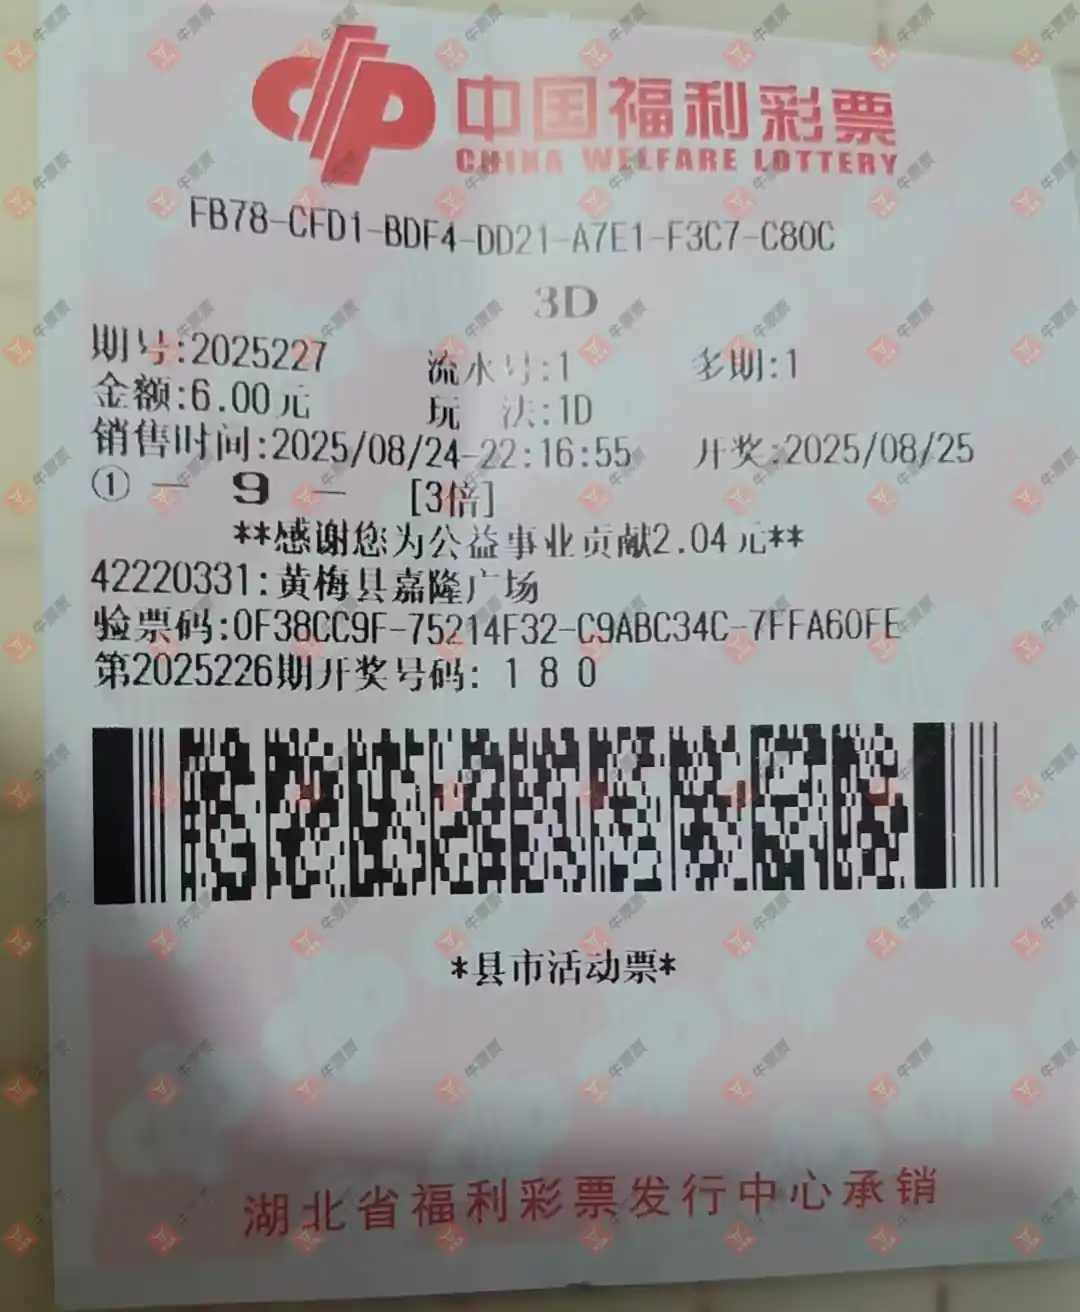 中国福利彩票
CHINA WELFARE LOTTERY
FB78-CFD1-BDF4-DD21-A7E1-F3C7-C80C
3D
期号:2025227 流水号:1 多期:1
金额:6.00元 玩 法:1D
销售时间:2025/08/24-22:16:55 开奖:2025/08/25
① — 9 — [3倍]
**感谢您为公益事业贡献2.04元**
42220331:黄梅县嘉隆广场
验票码:0F38CC9F-75214F32-C9ABC34C-7FFA60FE
第2025226期开奖号码: 1 8 0
*县市活动票*
湖北省福利彩票发行中心承销
牛票票